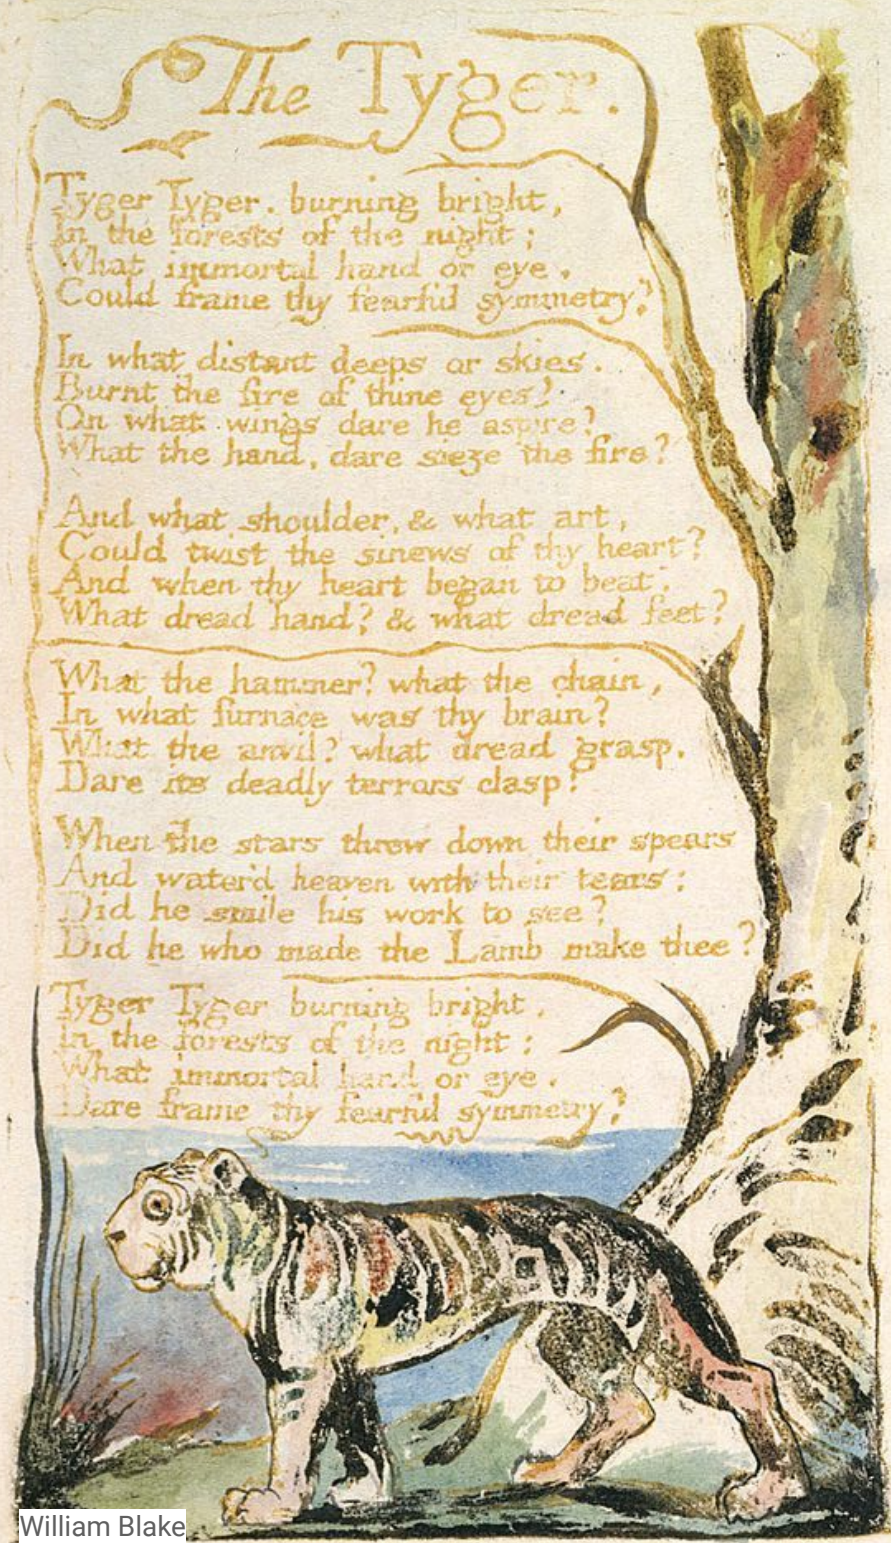 The Tyger.
Tyger Tyger. burning bright,
In the forests of the night;
What immortal hand or eye.
Could frame thy fearful symmetry?
In what distant deeps or skies.
Burnt the fire of thine eyes?
On what wings dare he aspire?
What the hand, dare sieze the fire?
And what shoulder, & what art,
Could twist the sinews of thy heart?
And when thy heart began to beat,
What dread hand? & what dread feet?
What the hammer? what the chain,
In what furnace was thy brain?
What the anvil? what dread grasp.
Dare its deadly terrors clasp?
When the stars threw down their spears
And water'd heaven with their tears:
Did he smile his work to see?
Did he who made the Lamb make thee?
Tyger Tyger burning bright,
In the forests of the night:
What immortal hand or eye.
Dare frame thy fearful symmetry?
William Blake